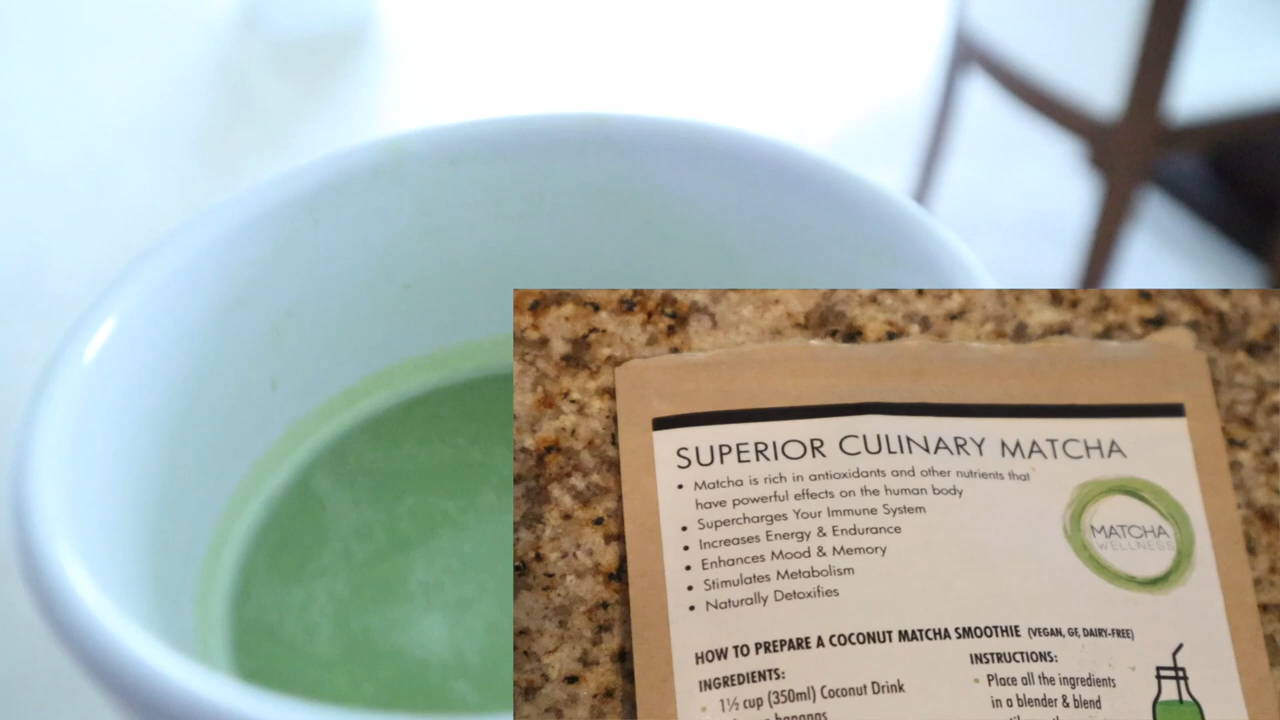 SUPERIOR CULINARY MATCHA
• Matcha is rich in antioxidants and other nutrients that
have powerful effects on the human body
• Supercharges Your Immune System
• Increases Energy & Endurance
• Enhances Mood & Memory
• Stimulates Metabolism
• Naturally Detoxifies
MATCHA
WELLNESS
HOW TO PREPARE A COCONUT MATCHA SMOOTHIE (VEGAN, GF, DAIRY-FREE)
INGREDIENTS:
• 1½ cup (350ml) Coconut Drink
bananas
INSTRUCTIONS:
• Place all the ingredients
in a blender & blend